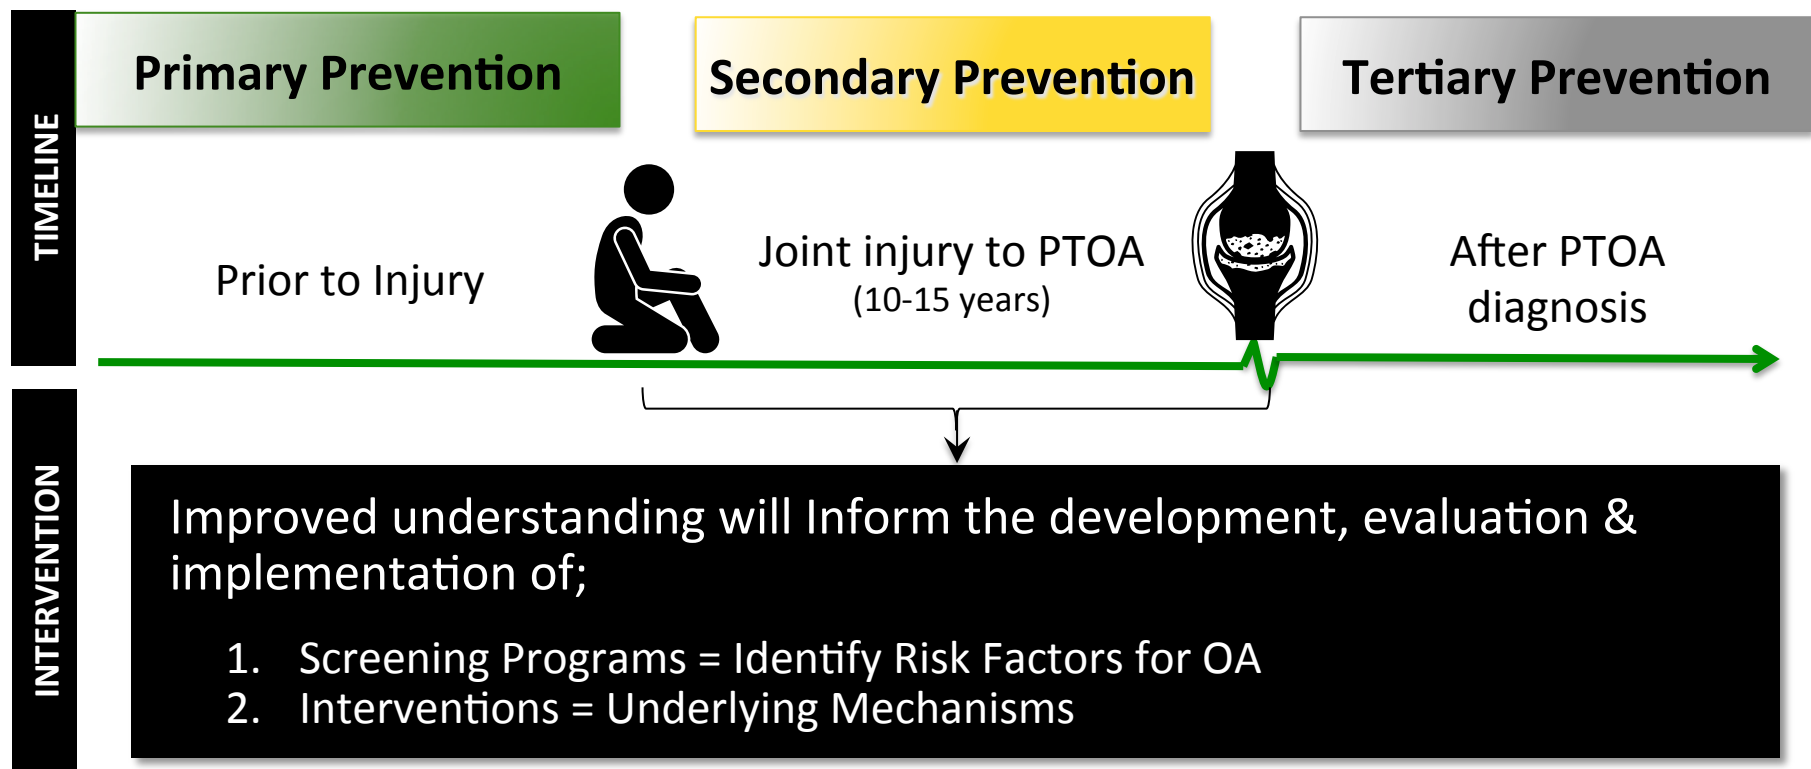 TIMELINE
Primary Prevention
Secondary Prevention
Tertiary Prevention
Prior to Injury
Joint injury to PTOA
(10-15 years)
After PTOA
diagnosis
INTERVENTION
Improved understanding will Inform the development, evaluation &
implementation of;
1. Screening Programs = Identify Risk Factors for OA
2. Interventions = Underlying Mechanisms